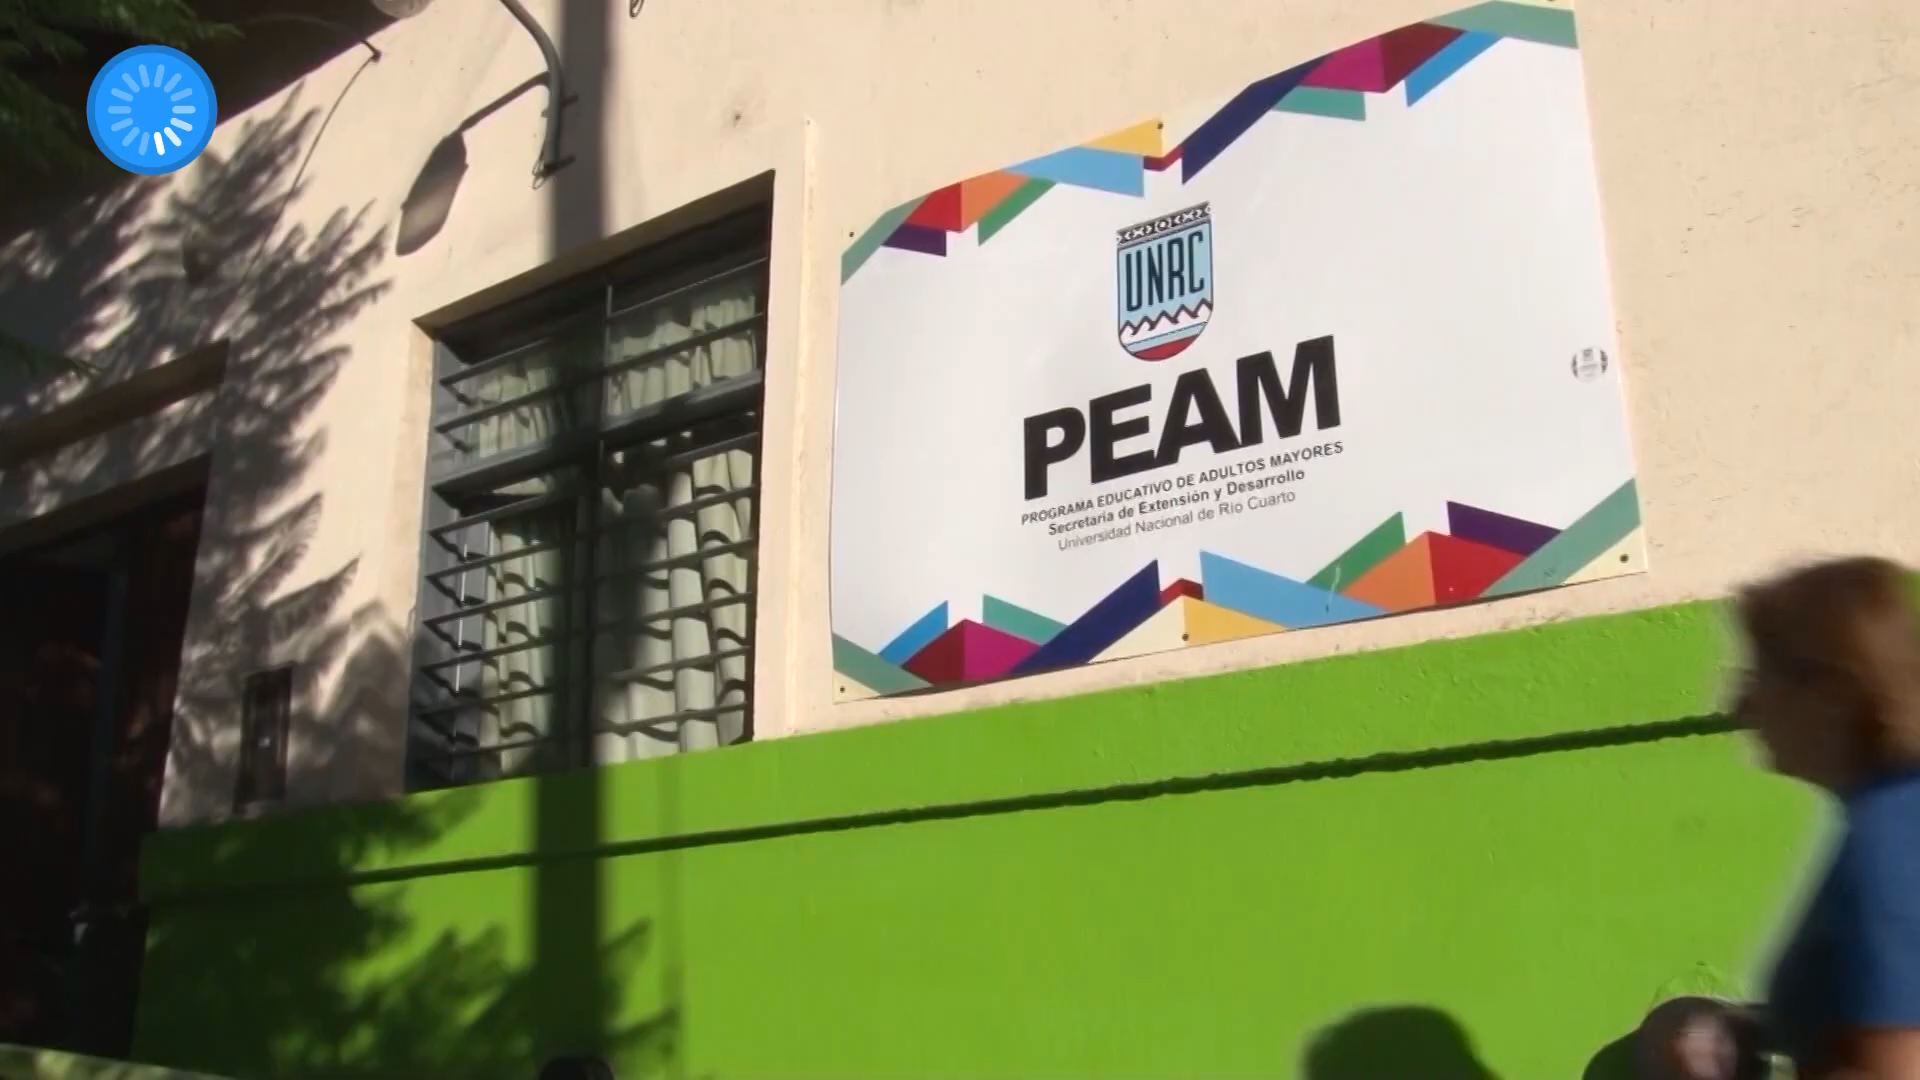 UNRC
PEAM
PROGRAMA EDUCATIVO DE ADULTOS MAYORES
Secretaría de Extensión y Desarrollo
Universidad Nacional de Río Cuarto